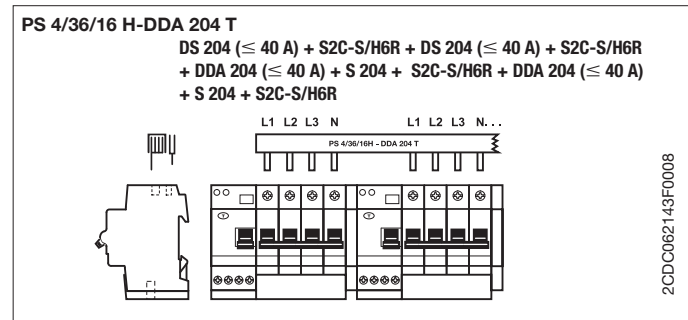 PS 4/36/16 H-DDA 204 T
DS 204 (≤ 40 A) + S2C-S/H6R + DS 204 (≤ 40 A) + S2C-S/H6R
+ DDA 204 (≤ 40 A) + S 204 + S2C-S/H6R + DDA 204 (≤ 40 A)
+ S 204 + S2C-S/H6R
L1 L2 L3 N L1 L2 L3 N...
PS 4/36/16H - DDA 204 T
2CDC062143F0008